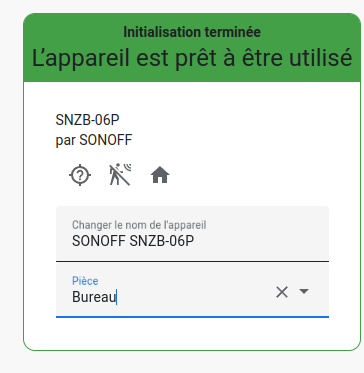 Initialisation terminée
L’appareil est prêt à être utilisé
SNZB-06P
par SONOFF
Changer le nom de l'appareil
SONOFF SNZB-06P
Pièce
Bureau